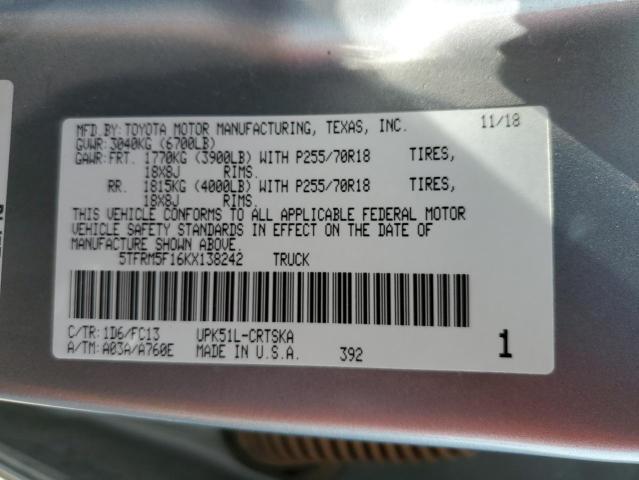 MFD.BY:TOYOTA MOTOR MANUFACTURING, TEXAS, INC. 11/18
GVWR:3040KG (6700LB)
GAWR:FRT. 1770KG (3900LB) WITH P255/70R18 TIRES,
18X8J RIMS.
RR. 1815KG (4000LB) WITH P255/70R18 TIRES,
18X8J RIMS.
THIS VEHICLE CONFORMS TO ALL APPLICABLE FEDERAL MOTOR
VEHICLE SAFETY STANDARDS IN EFFECT ON THE DATE OF
MANUFACTURE SHOWN ABOVE.
5TFRM5F16KX138242 TRUCK
C/TR:1D6/FC13 UPK51L-CRTSKA
A/TM:A03A/A760E MADE IN U.S.A. 392 1